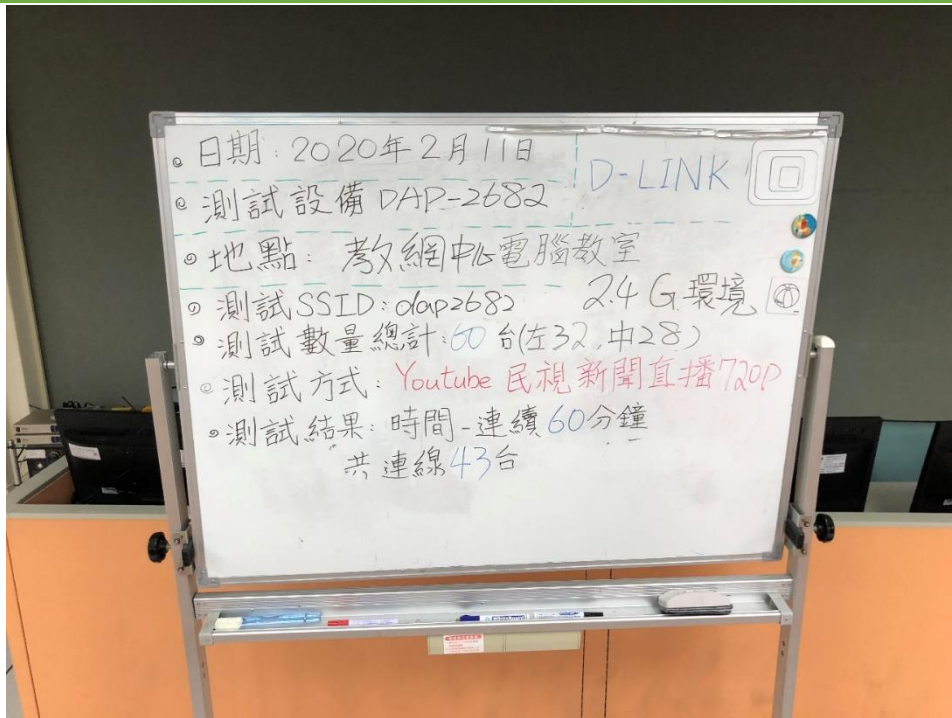 日期：2020年2月11日
D-LINK
測試設備 DAP-2682
地點：教網中心電腦教室
測試SSID：dap2682 2.4 G 環境
測試數量總計：60 台(左32，中28)
測試方式：Youtube 民視新聞直播720P
測試結果：時間-連續60分鐘
共連線43台